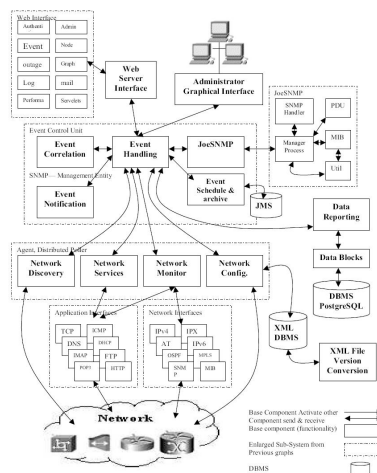 Web Interface
Authanti Admin
Event Node
outage Graph
Log mail
Performa Servelets
Web
Server
Interface
Administrator
Graphical Interface
JoeSNMP
SNMP
Handler
PDU
Manager
Process
MIB
Util
Event Control Unit
Event
Correlation
Event
Handling
JoeSNMP
SNMP— Management Entity
Event
Notification
Event
Schedule &
archive
JMS
Data
Reporting
Data Blocks
DBMS
PostgreSQL
Agent, Distributed Poller
Network
Discovery
Network
Services
Network
Monitor
Network
Config.
XML
DBMS
XML File
Version
Conversion
Application Interfaces
TCP ICMP
DNS DHCP
IMAP FTP
POP3 HTTP
Network Interfaces
IPv4 IPX
AT IPv6
OSPF MPLS
SNM
P
MIB
Network
Base Component Activate other
Component send & receive
Base component (functionality)
Enlarged Sub-System from
Previous graphs
DBMS